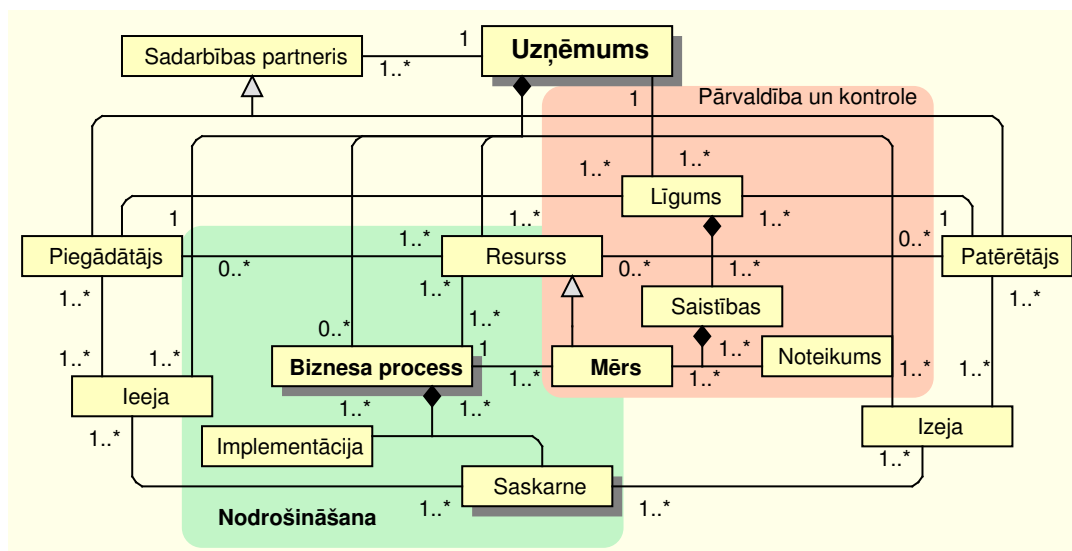 Sadarbības partneris
1
1..*
Uzņēmums
Pārvaldība un kontrole
1
1..*
1..*
Līgums
1..*
1
1
1..*
1..*
0..*
Piegādātājs
Resurss
Patērētājs
0..*
0..*
1..*
1..*
1..*
1..*
Saistības
0..*
1..*
1..*
1..*
1..*
1
Biznesa process
Mērs
Noteikums
1..*
1..*
1..*
1..*
Ieeja
1..*
1..*
Izeja
1..*
Implementācija
1..*
Saskarne
1..*
1..*
Nodrošināšana